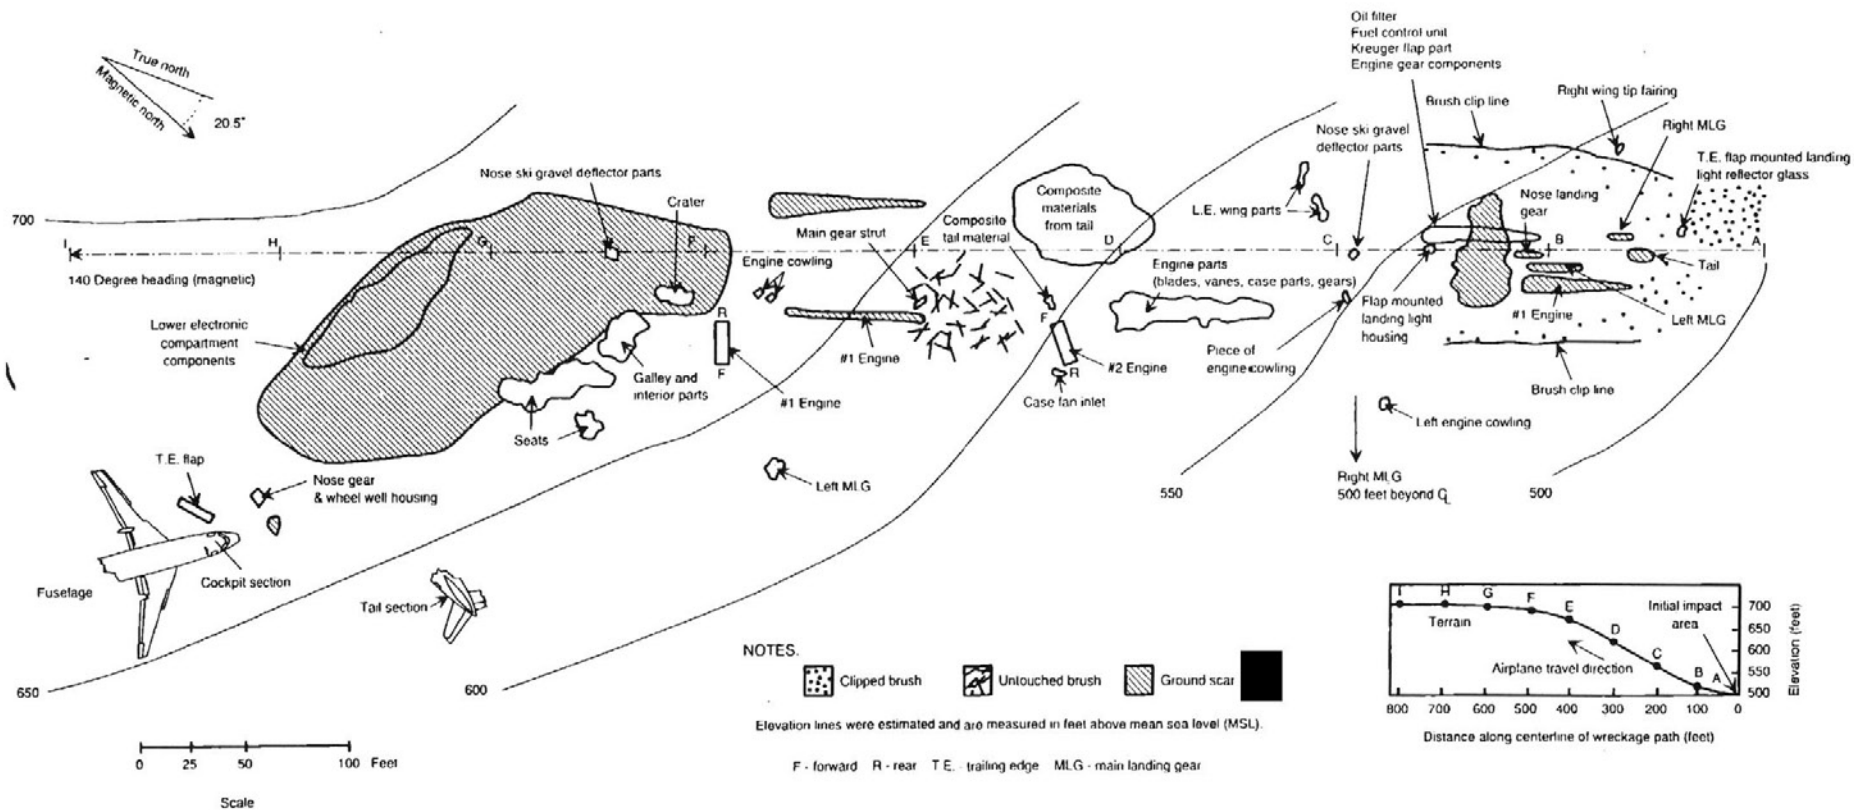 Oil filter
Fuel control unit
Kreuger flap part
Engine gear components
True north
Magnetic north
20.5°
Brush clip line
Right wing tip fairing
Right MLG
Nose ski gravel
deflector parts
T.E. flap mounted landing
light reflector glass
Nose ski gravel deflector parts
Crater
Composite
materials
from tail
L.E. wing parts
Nose landing
gear
700
Main gear strut
Composite
tail material
I
H
G
F
E
D
C
B
A
140 Degree heading (magnetic)
Engine cowling
Engine parts
(blades, vanes, case parts, gears)
Tail
Lower electronic
compartment
components
R
F
#1 Engine
F
R
#2 Engine
Case fan inlet
Flap mounted
landing light
housing
#1 Engine
Left MLG
Piece of
engine cowling
Galley and
interior parts
#1 Engine
Brush clip line
Seats
Left engine cowling
T.E. flap
Nose gear
& wheel well housing
Left MLG
550
Right MLG
500 feet beyond ℄
500
Fusefage
Cockpit section
Tail section
650
600
NOTES.
Clipped brush
Untouched brush
Ground scar
Elevation lines were estimated and are measured in feet above mean sea level (MSL).
F - forward R - rear T.E. - trailing edge MLG - main landing gear
0 25 50 100 Feet
Scale
I
H
G
F
E
D
C
B
A
Terrain
Initial impact
area
Airplane travel direction
700
650
600
550
500
Elevation (feet)
800 700 600 500 400 300 200 100 0
Distance along centerline of wreckage path (feet)